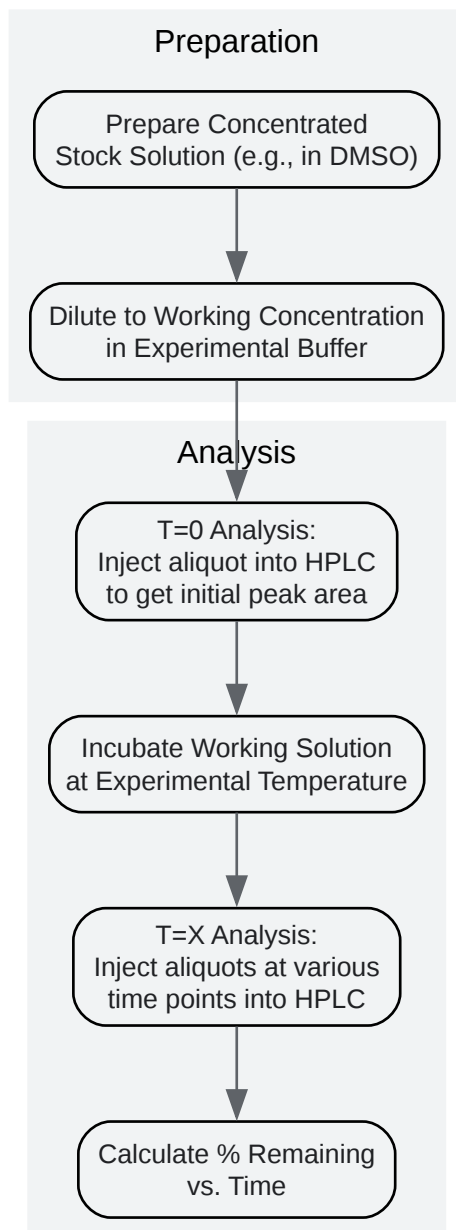 Preparation
Prepare Concentrated
Stock Solution (e.g., in DMSO)
Dilute to Working Concentration
in Experimental Buffer
Analysis
T=0 Analysis:
Inject aliquot into HPLC
to get initial peak area
Incubate Working Solution
at Experimental Temperature
T=X Analysis:
Inject aliquots at various
time points into HPLC
Calculate % Remaining
vs. Time